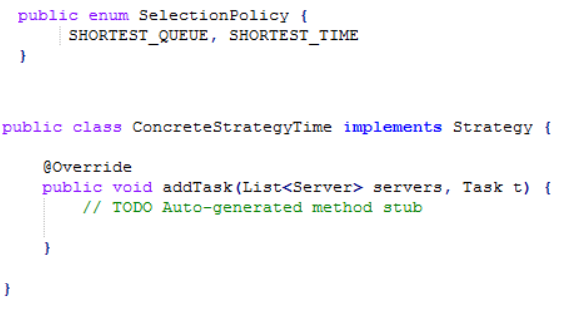 public enum SelectionPolicy {
SHORTEST_QUEUE, SHORTEST_TIME
}
public class ConcreteStrategyTime implements Strategy {
@Override
public void addTask(List<Server> servers, Task t) {
// TODO Auto-generated method stub
}
}